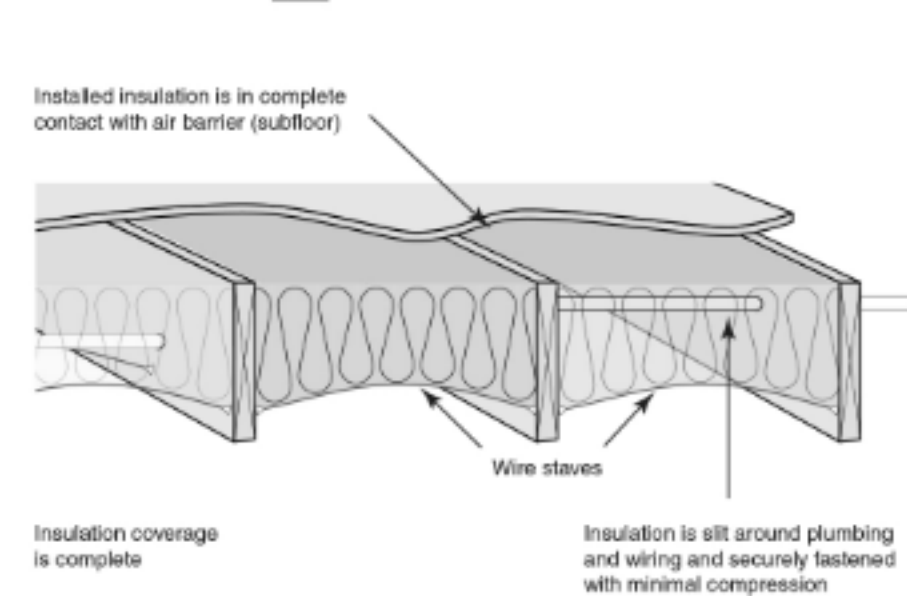 Installed insulation is in complete
contact with air barrier (subfloor)
Wire staves
Insulation coverage
is complete
Insulation is slit around plumbing
and wiring and securely fastened
with minimal compression